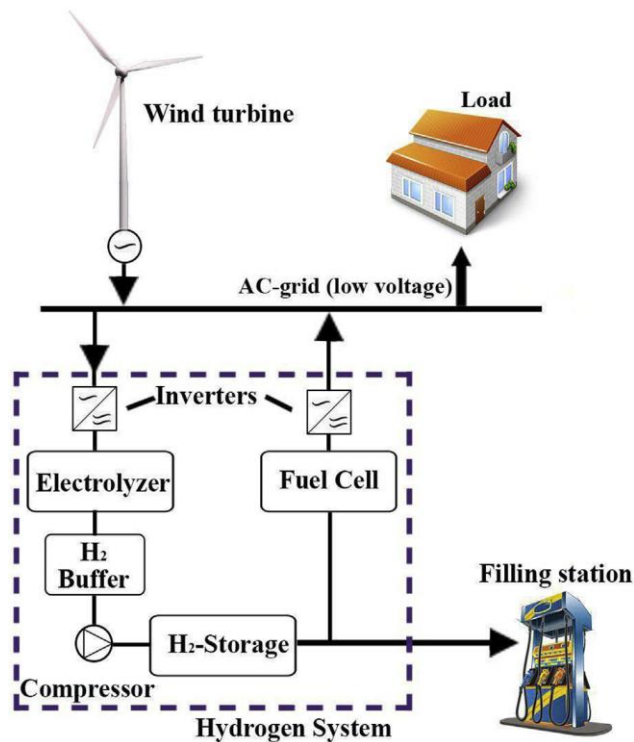 Wind turbine
Load
AC-grid (low voltage)
Inverters
Electrolyzer
Fuel Cell
H₂
Buffer
Filling station
H₂-Storage
Compressor
Hydrogen System